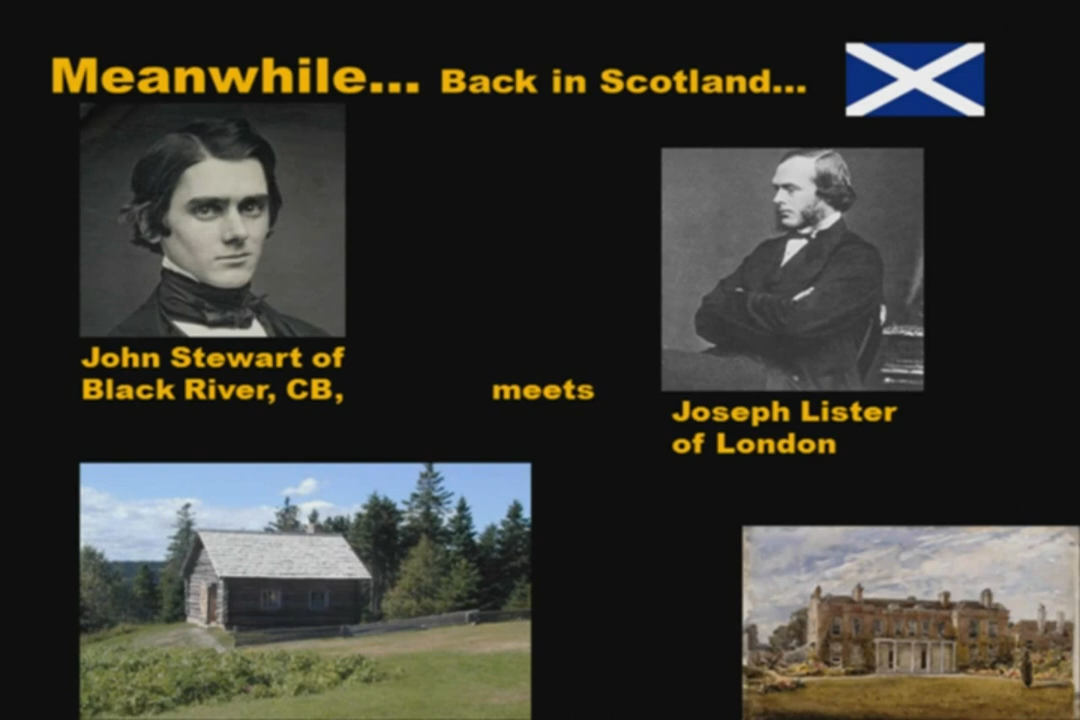 Meanwhile... Back in Scotland...
John Stewart of
Black River, CB,
meets
Joseph Lister
of London